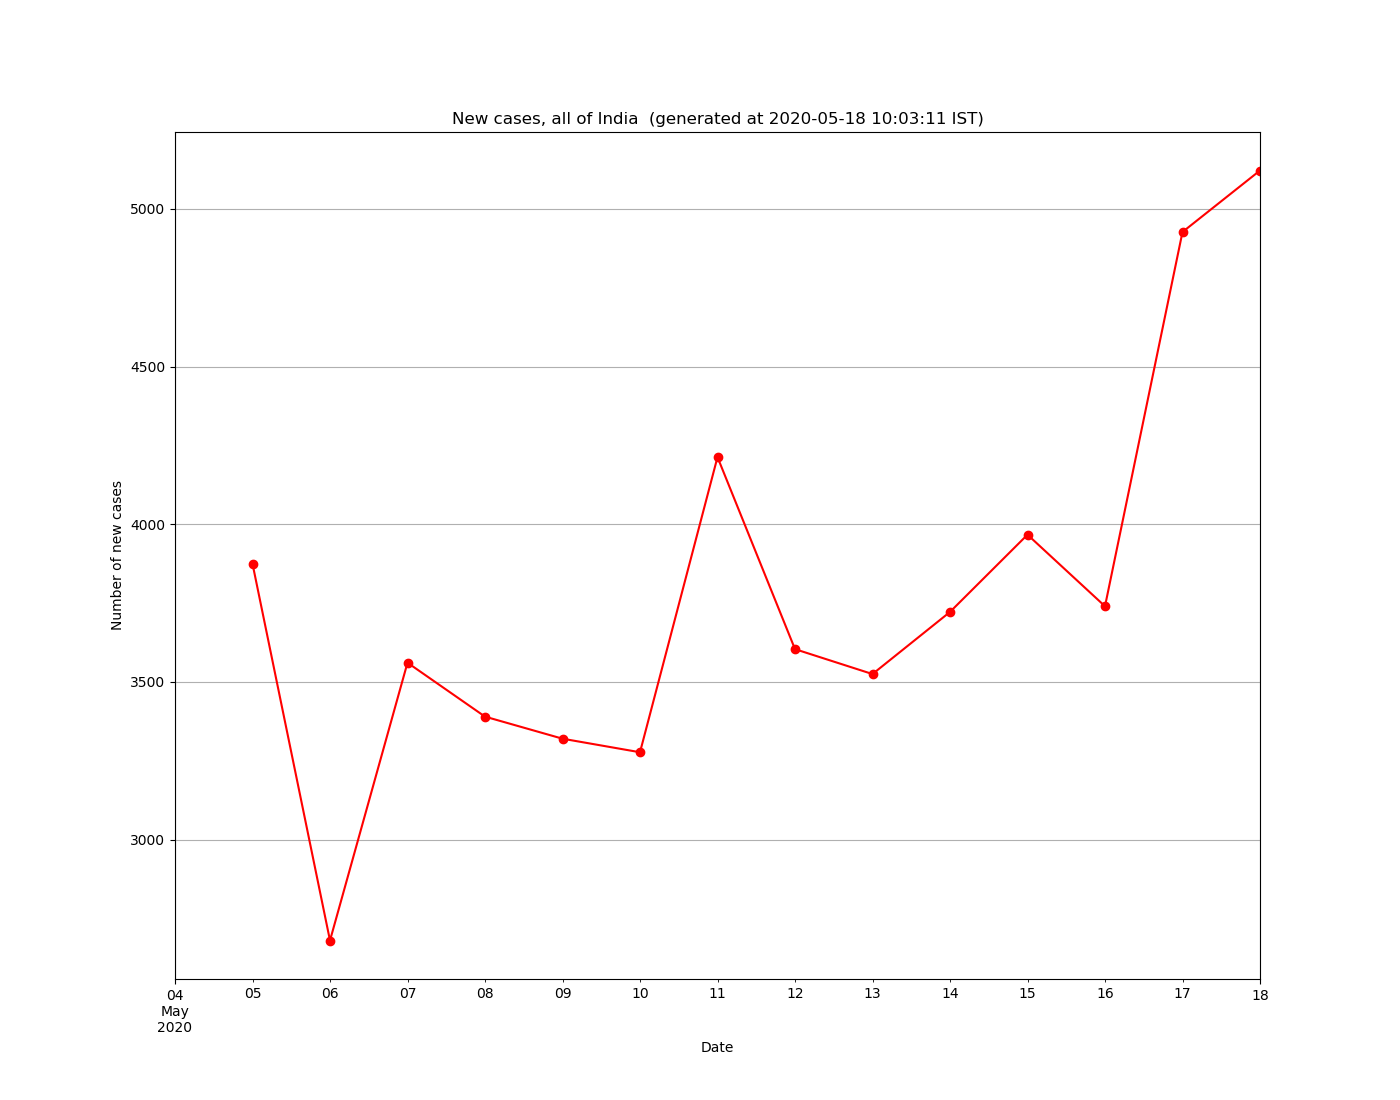 New cases, all of India  (generated at 2020-05-18 10:03:11 IST)
5000
4500
4000
3500
3000
Number of new cases
04 05 06 07 08 09 10 11 12 13 14 15 16 17 18
May
2020
Date